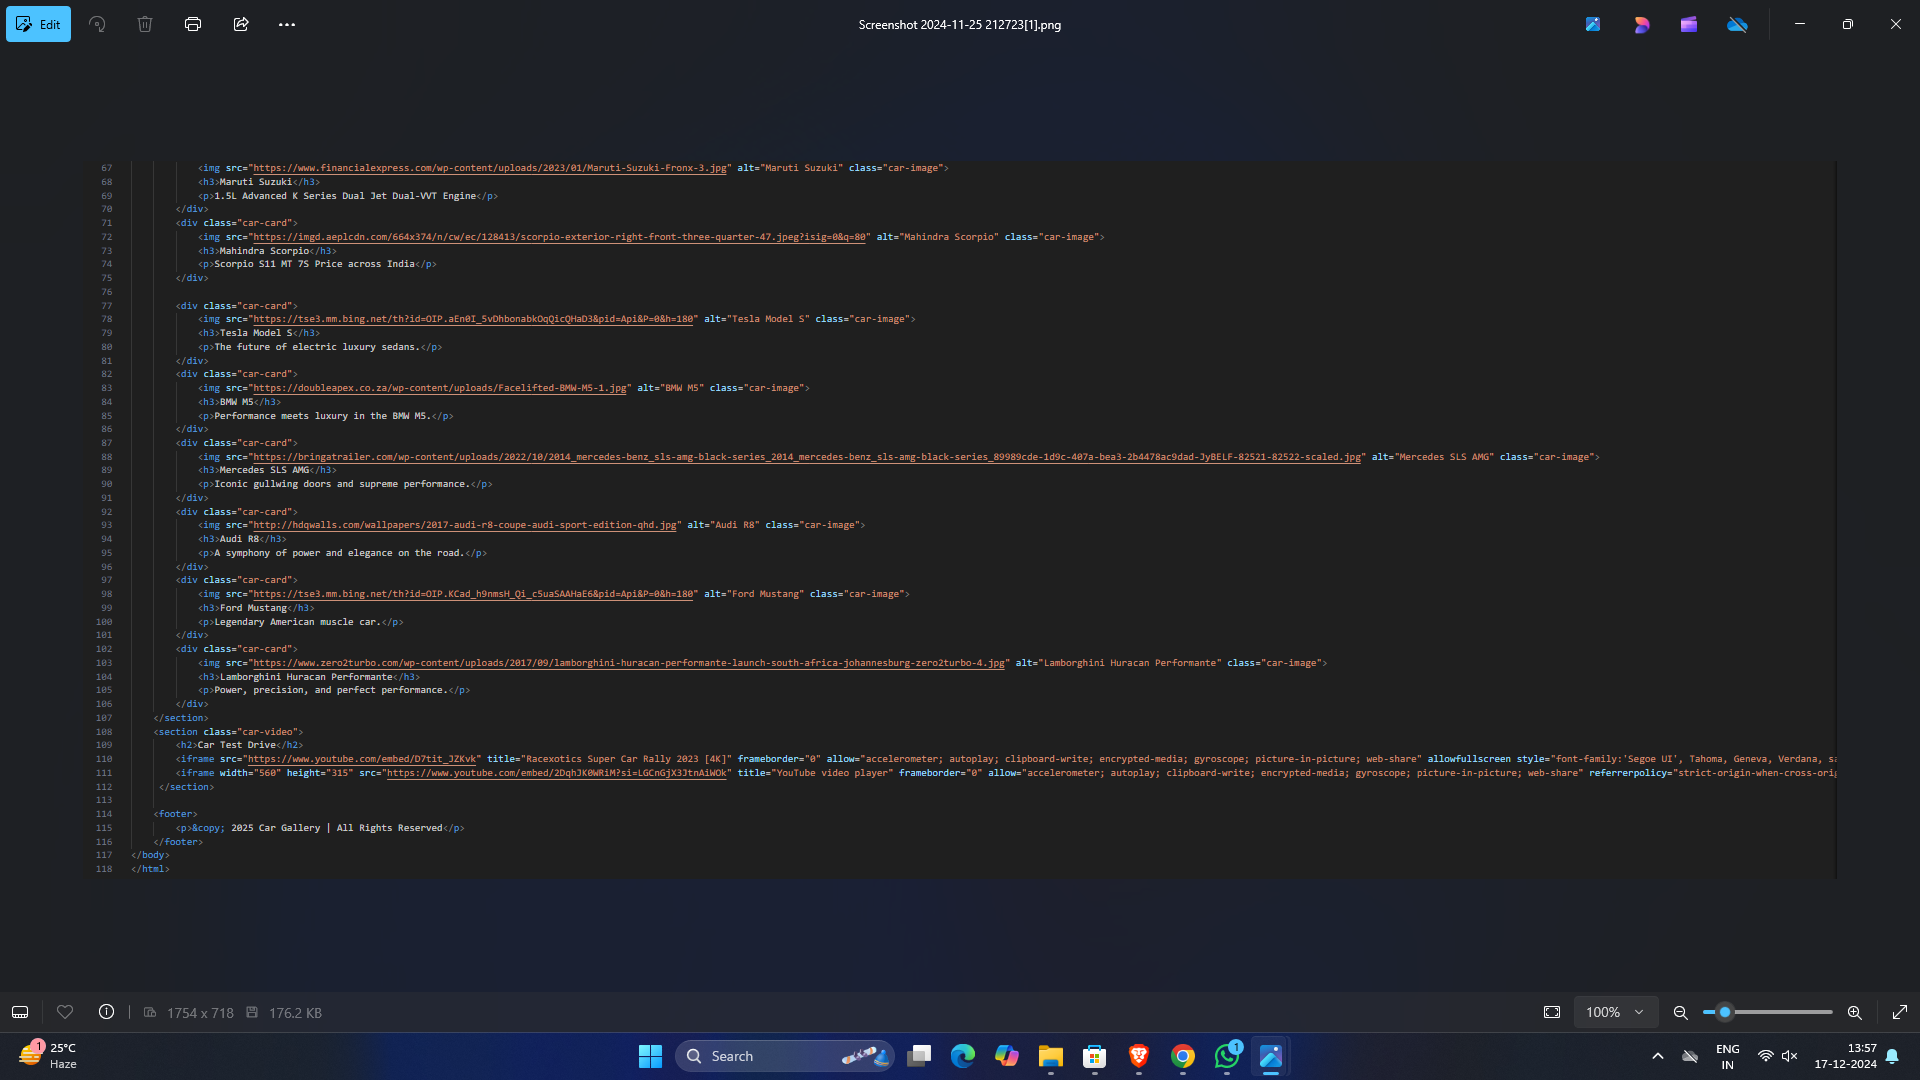 Edit
Screenshot 2024-11-25 212723[1].png
67 <img src="https://www.financialexpress.com/wp-content/uploads/2023/01/Maruti-Suzuki-Fronx-3.jpg" alt="Maruti Suzuki" class="car-image">
68 <h3>Maruti Suzuki</h3>
69 <p>1.5L Advanced K Series Dual Jet Dual-VVT Engine</p>
70 </div>
71 <div class="car-card">
72 <img src="https://imgd.aeplcdn.com/664x374/n/cw/ec/128413/scorpio-exterior-right-front-three-quarter-47.jpeg?isig=0&q=80" alt="Mahindra Scorpio" class="car-image">
73 <h3>Mahindra Scorpio</h3>
74 <p>Scorpio S11 MT 7S Price across India</p>
75 </div>
76
77 <div class="car-card">
78 <img src="https://tse3.mm.bing.net/th?id=OIP.aEn0I_5vDhbonabkOqQicQHaD3&pid=Api&P=0&h=180" alt="Tesla Model S" class="car-image">
79 <h3>Tesla Model S</h3>
80 <p>The future of electric luxury sedans.</p>
81 </div>
82 <div class="car-card">
83 <img src="https://doubleapex.co.za/wp-content/uploads/Facelifted-BMW-M5-1.jpg" alt="BMW M5" class="car-image">
84 <h3>BMW M5</h3>
85 <p>Performance meets luxury in the BMW M5.</p>
86 </div>
87 <div class="car-card">
88 <img src="https://bringatrailer.com/wp-content/uploads/2022/10/2014_mercedes-benz_sls-amg-black-series_2014_mercedes-benz_sls-amg-black-series_89989cde-1d9c-407a-bea3-2b4478ac9dad-JyBELF-82521-82522-scaled.jpg" alt="Mercedes SLS AMG" class="car-image">
89 <h3>Mercedes SLS AMG</h3>
90 <p>Iconic gullwing doors and supreme performance.</p>
91 </div>
92 <div class="car-card">
93 <img src="http://hdqwalls.com/wallpapers/2017-audi-r8-coupe-audi-sport-edition-qhd.jpg" alt="Audi R8" class="car-image">
94 <h3>Audi R8</h3>
95 <p>A symphony of power and elegance on the road.</p>
96 </div>
97 <div class="car-card">
98 <img src="https://tse3.mm.bing.net/th?id=OIP.KCad_h9nmsH_Qi_c5uaSAAHaE6&pid=Api&P=0&h=180" alt="Ford Mustang" class="car-image">
99 <h3>Ford Mustang</h3>
100 <p>Legendary American muscle car.</p>
101 </div>
102 <div class="car-card">
103 <img src="https://www.zero2turbo.com/wp-content/uploads/2017/09/lamborghini-huracan-performante-launch-south-africa-johannesburg-zero2turbo-4.jpg" alt="Lamborghini Huracan Performante" class="car-image">
104 <h3>Lamborghini Huracan Performante</h3>
105 <p>Power, precision, and perfect performance.</p>
106 </div>
107 </section>
108 <section class="car-video">
109 <h2>Car Test Drive</h2>
110 <iframe src="https://www.youtube.com/embed/D7tit_JZKvk" title="Racexotics Super Car Rally 2023 [4K]" frameborder="0" allow="accelerometer; autoplay; clipboard-write; encrypted-media; gyroscope; picture-in-picture; web-share" allowfullscreen style="font-family:'Segoe UI', Tahoma, Geneva, Verdana, sa
111 <iframe width="560" height="315" src="https://www.youtube.com/embed/2DqhJK0WRiM?si=LGCnGjX3JtnAiWOk" title="YouTube video player" frameborder="0" allow="accelerometer; autoplay; clipboard-write; encrypted-media; gyroscope; picture-in-picture; web-share" referrerpolicy="strict-origin-when-cross-orig
112 </section>
113
114 <footer>
115 <p>&copy; 2025 Car Gallery | All Rights Reserved</p>
116 </footer>
117 </body>
118 </html>
1754 x 718 176.2 KB 100%
1 25°C
Haze
Search
1
ENG
IN
13:57
17-12-2024